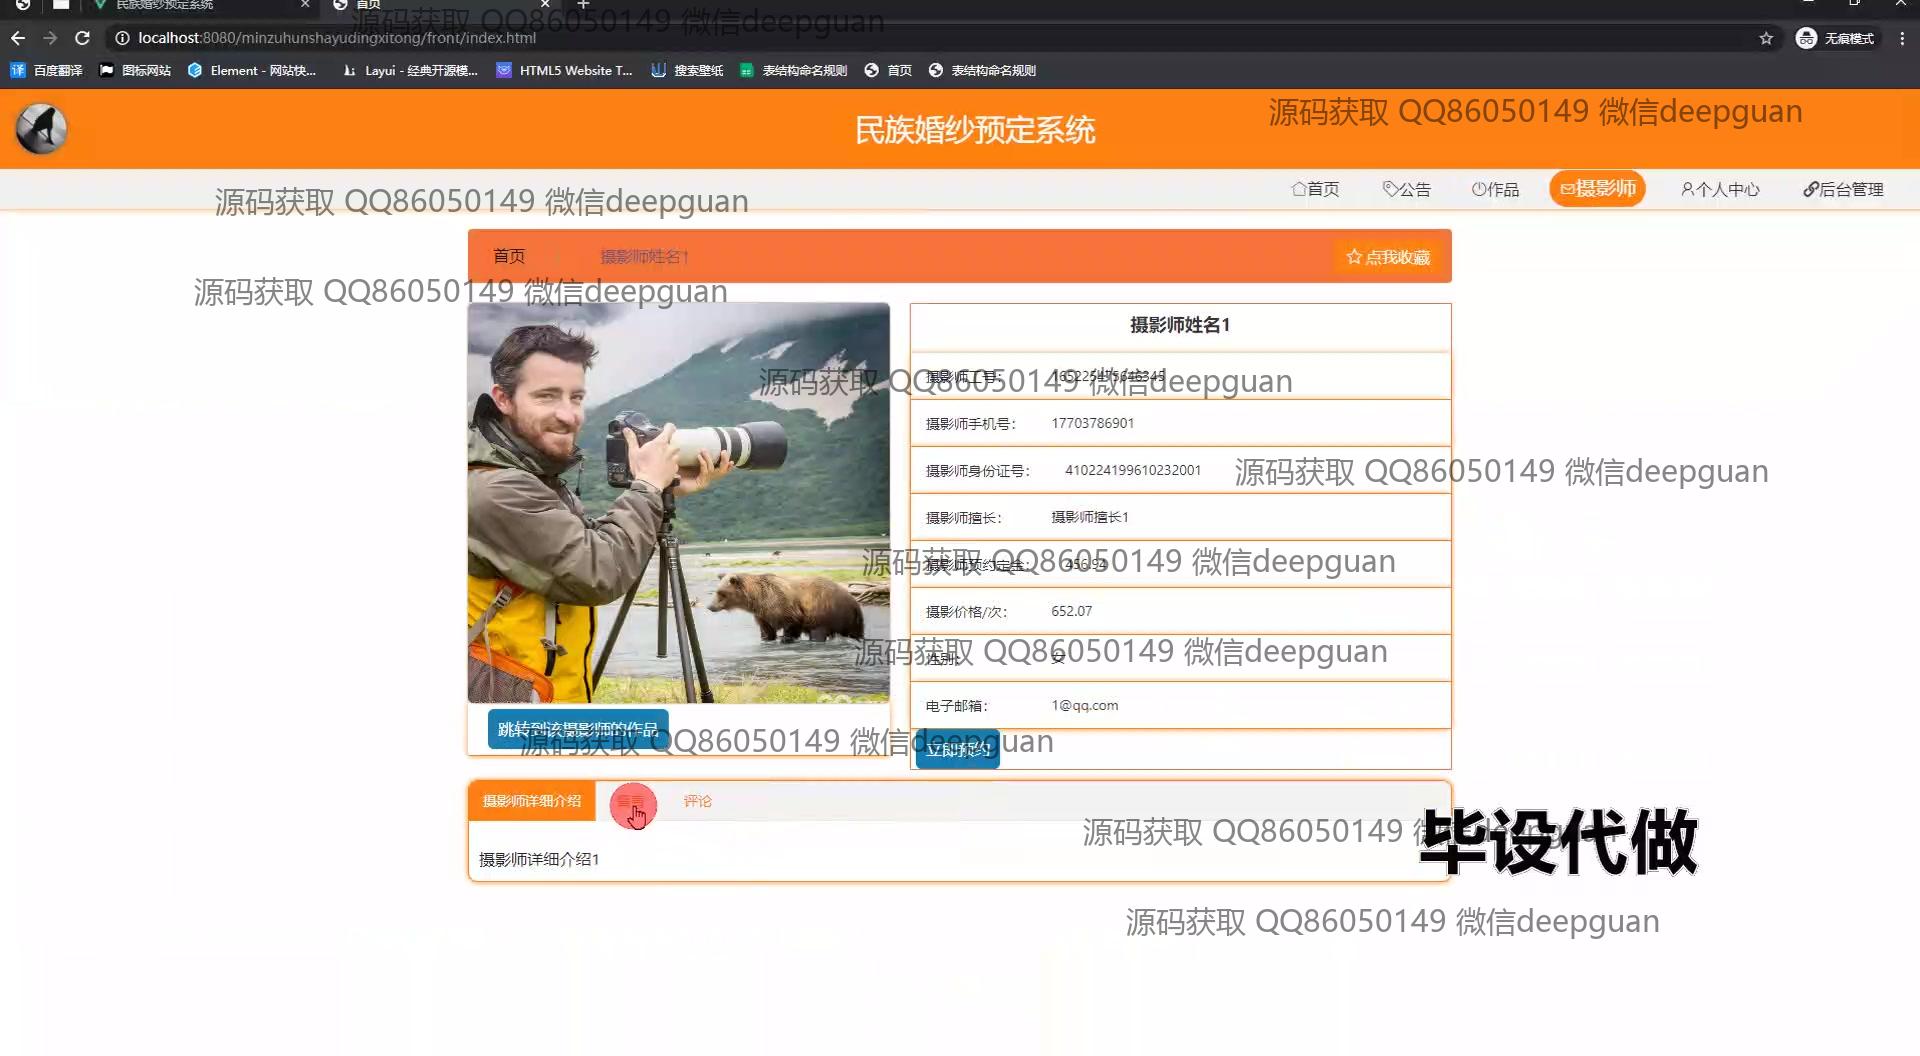 民族婚纱预定系统
首页
源码获取 QQ86050149 微信deepguan
localhost:8080/minzuhunshayudingxitong/front/index.html
无痕模式
百度翻译
图标网站
Element - 网站快...
Layui - 经典开源模...
HTML5 Website T...
搜索壁纸
表结构命名规则
首页
表结构命名规则
民族婚纱预定系统
源码获取 QQ86050149 微信deepguan
首页
公告
作品
摄影师
个人中心
后台管理
源码获取 QQ86050149 微信deepguan
首页
摄影师姓名1
点我收藏
源码获取 QQ86050149 微信deepguan
摄影师姓名1
摄影师工号:
源码获取 QQ86050149 微信deepguan
摄影师手机号: 17703786901
摄影师身份证号: 410224199610232001
源码获取 QQ86050149 微信deepguan
摄影师擅长: 摄影师擅长1
摄影师预约定金: 456.94
源码获取 QQ86050149 微信deepguan
摄影价格/次: 652.07
性别: 女
源码获取 QQ86050149 微信deepguan
电子邮箱: 1@qq.com
跳转到该摄影师的作品
立即预约
源码获取 QQ86050149 微信deepguan
摄影师详细介绍
评论
源码获取 QQ86050149
毕设代做
摄影师详细介绍1
源码获取 QQ86050149 微信deepguan